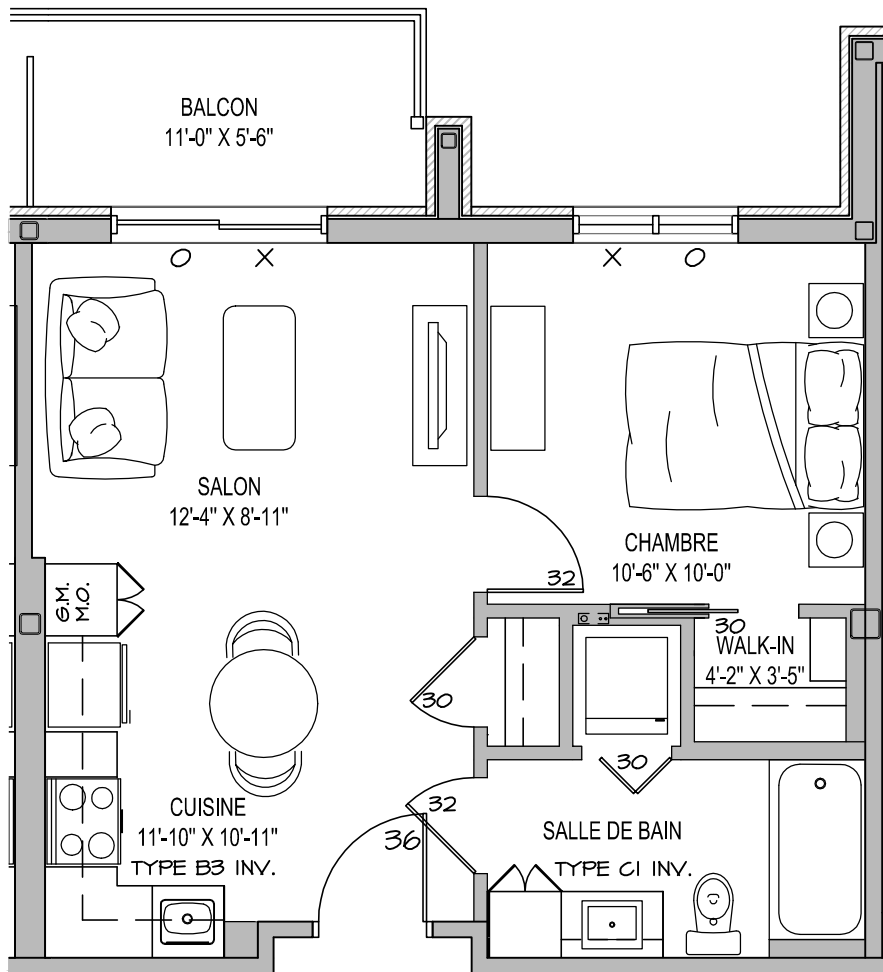 BALCON
11'-0" X 5'-6"
O X
X O
SALON
12'-4" X 8'-11"
CHAMBRE
10'-6" X 10'-0"
32
G.M.
M.O.
30
WALK-IN
4'-2" X 3'-5"
30
30
32
CUISINE
11'-10" X 10'-11"
36
TYPE B3 INV.
SALLE DE BAIN
TYPE C1 INV.